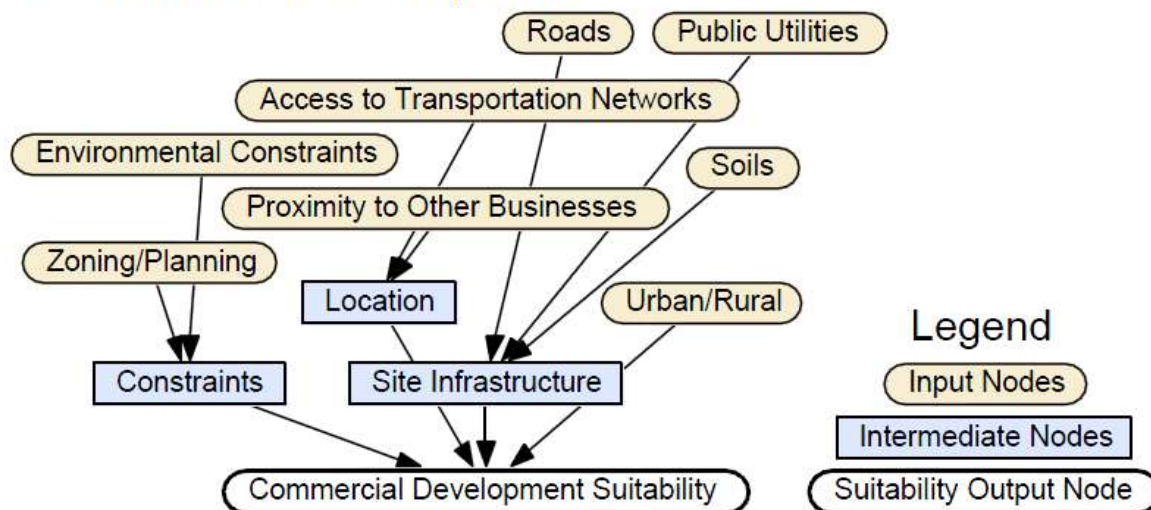 Roads
Public Utilities
Access to Transportation Networks
Environmental Constraints
Soils
Proximity to Other Businesses
Zoning/Planning
Location
Urban/Rural
Constraints
Site Infrastructure
Commercial Development Suitability
Legend
Input Nodes
Intermediate Nodes
Suitability Output Node